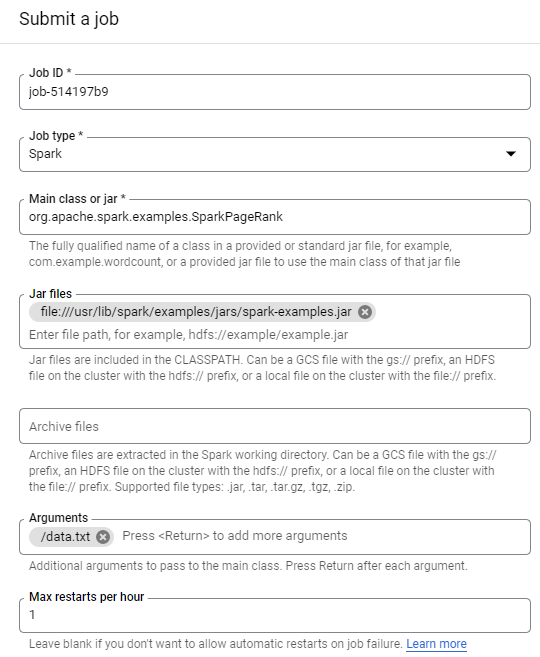 Submit a job
Job ID *
job-514197b9
Job type *
Spark
Main class or jar *
org.apache.spark.examples.SparkPageRank
The fully qualified name of a class in a provided or standard jar file, for example,
com.example.wordcount, or a provided jar file to use the main class of that jar file
Jar files
file:///usr/lib/spark/examples/jars/spark-examples.jar
Enter file path, for example, hdfs://example/example.jar
Jar files are included in the CLASSPATH. Can be a GCS file with the gs:// prefix, an HDFS
file on the cluster with the hdfs:// prefix, or a local file on the cluster with the file:// prefix.
Archive files
Archive files are extracted in the Spark working directory. Can be a GCS file with the gs://
prefix, an HDFS file on the cluster with the hdfs:// prefix, or a local file on the cluster with
the file:// prefix. Supported file types: .jar, .tar, .tar.gz, .tgz, .zip.
Arguments
/data.txt Press <Return> to add more arguments
Additional arguments to pass to the main class. Press Return after each argument.
Max restarts per hour
1
Leave blank if you don't want to allow automatic restarts on job failure. Learn more